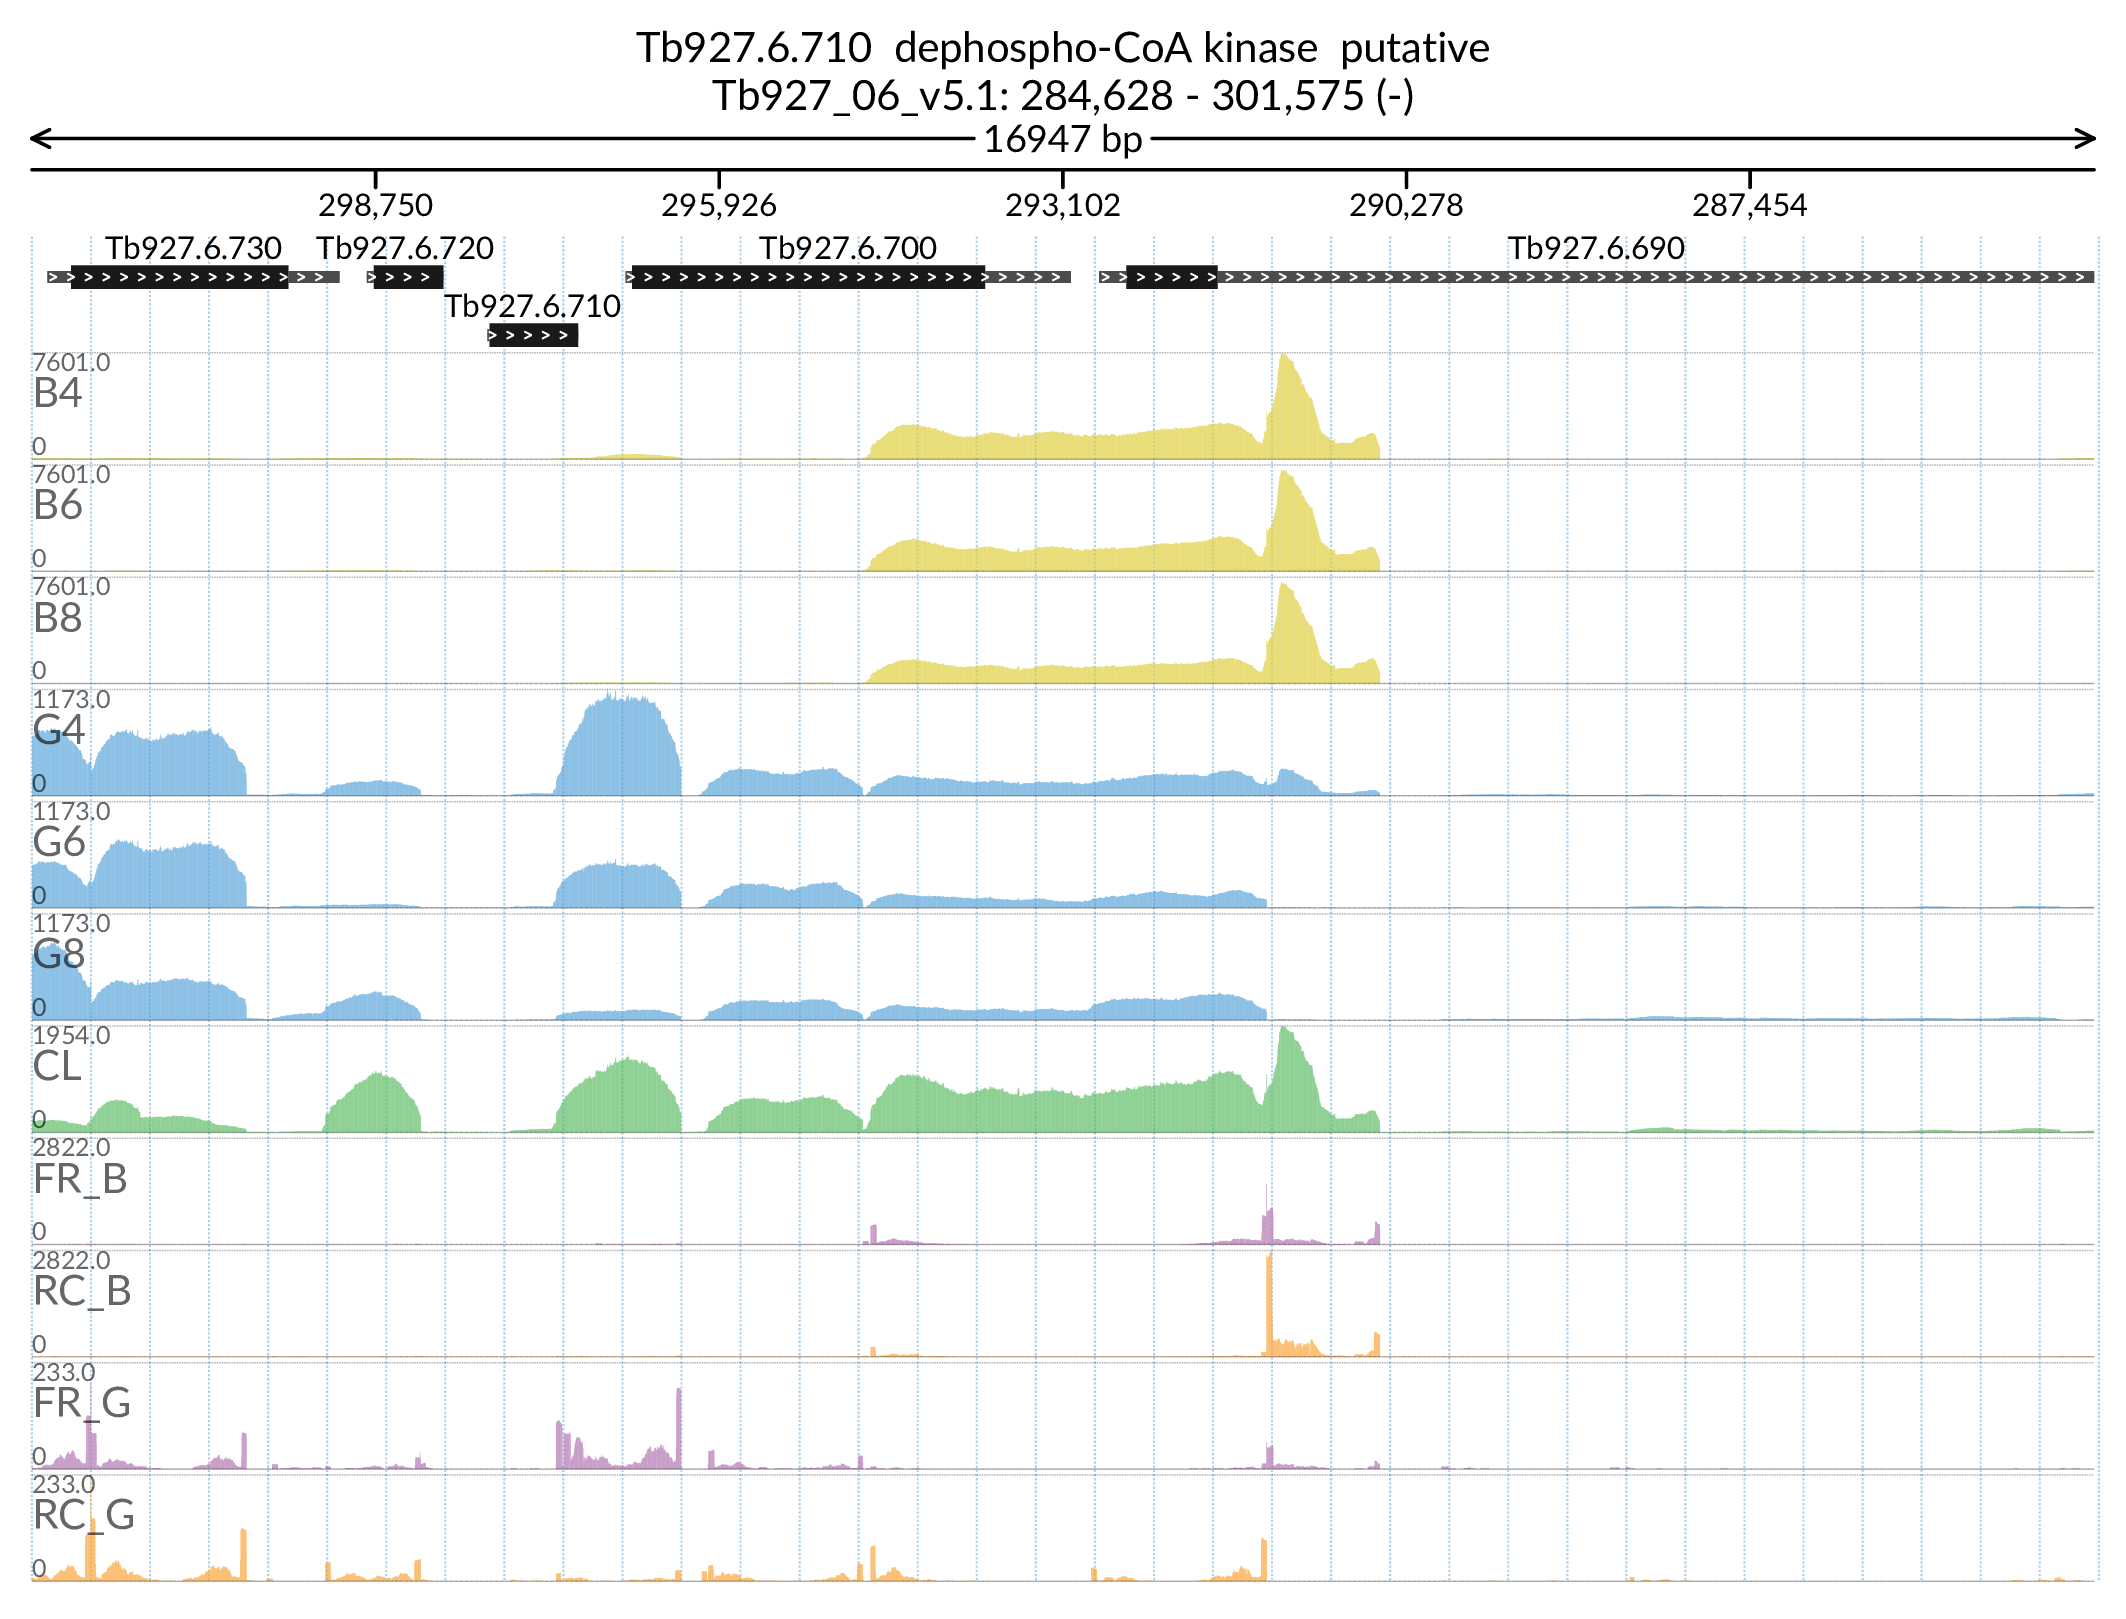 Tb927.6.710  dephospho-CoA kinase  putative
Tb927_06_v5.1: 284,628 - 301,575 (-)
16947 bp
298,750 295,926 293,102 290,278 287,454
Tb927.6.730 Tb927.6.720 Tb927.6.700 Tb927.6.690
Tb927.6.710
7601.0
B4
0
7601.0
B6
0
7601.0
B8
0
1173.0
G4
0
1173.0
G6
0
1173.0
G8
0
1954.0
CL
0
2822.0
FR_B
0
2822.0
RC_B
0
233.0
FR_G
0
233.0
RC_G
0